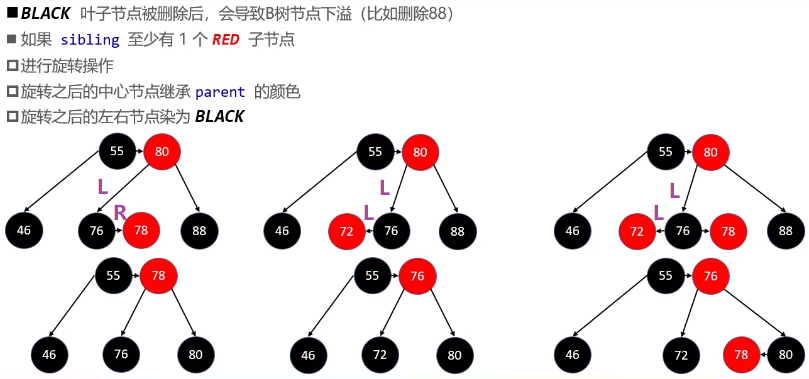 BLACK 叶子节点被删除后，会导致B树节点下溢（比如删除88）
如果 sibling 至少有 1 个 RED 子节点
进行旋转操作
旋转之后的中心节点继承 parent 的颜色
旋转之后的左右节点染为 BLACK
55 80 55 80 55 80
L L L
R L L
46 76 78 88 46 72 76 88 46 72 76 78 88
55 78 55 76 55 76
46 76 80 46 72 80 46 72 78 80